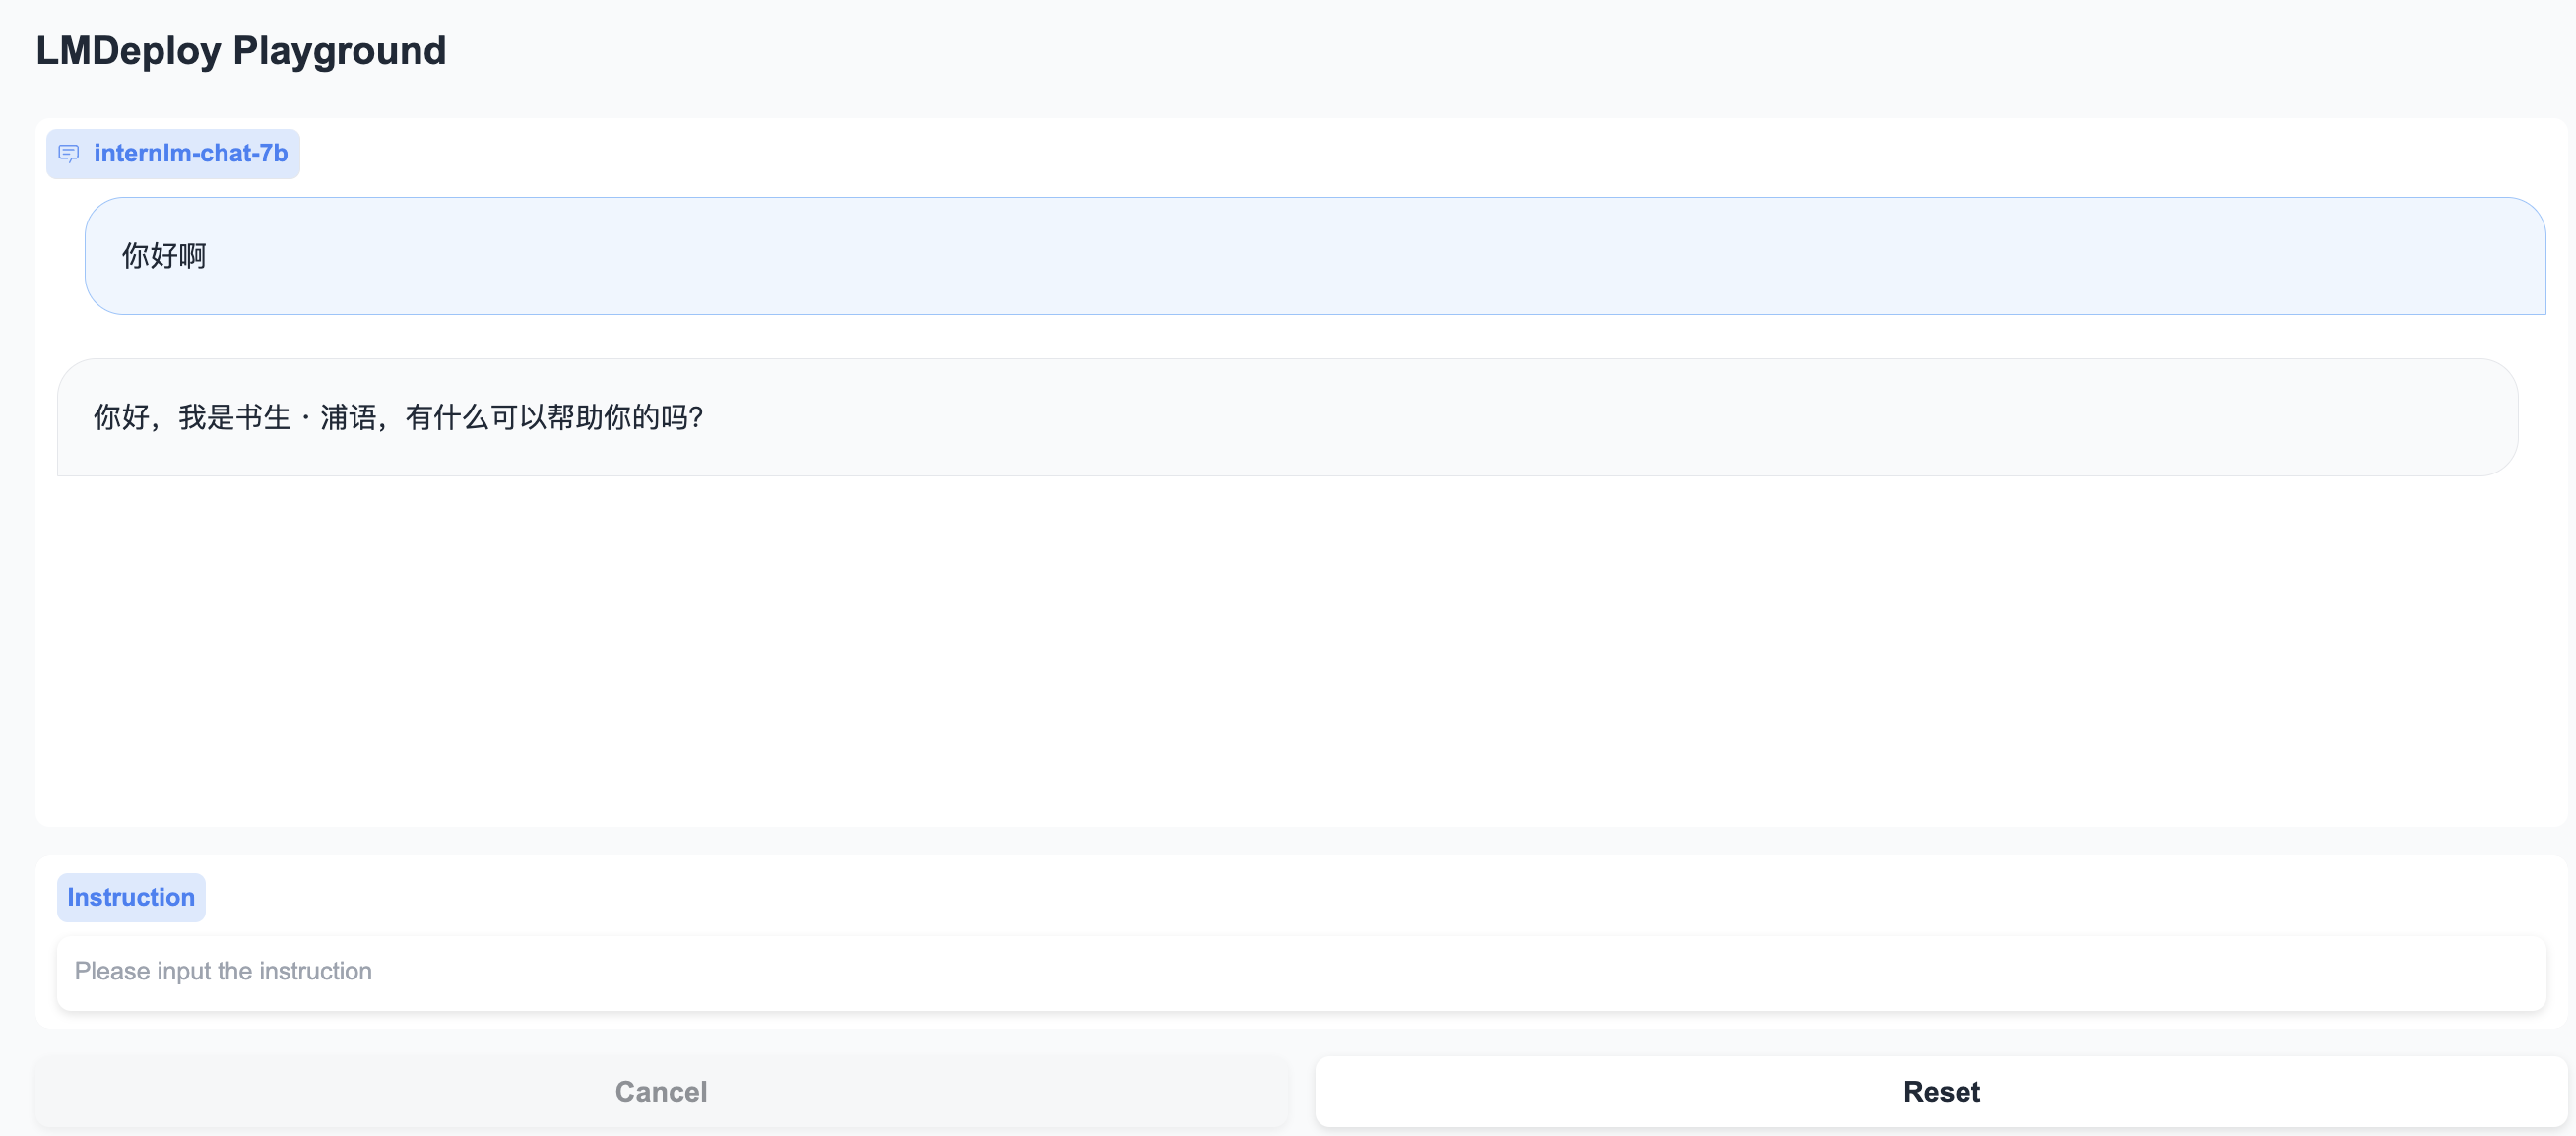 LMDeploy Playground
internlm-chat-7b
你好啊
你好，我是书生·浦语，有什么可以帮助你的吗？
Instruction
Please input the instruction
Cancel
Reset